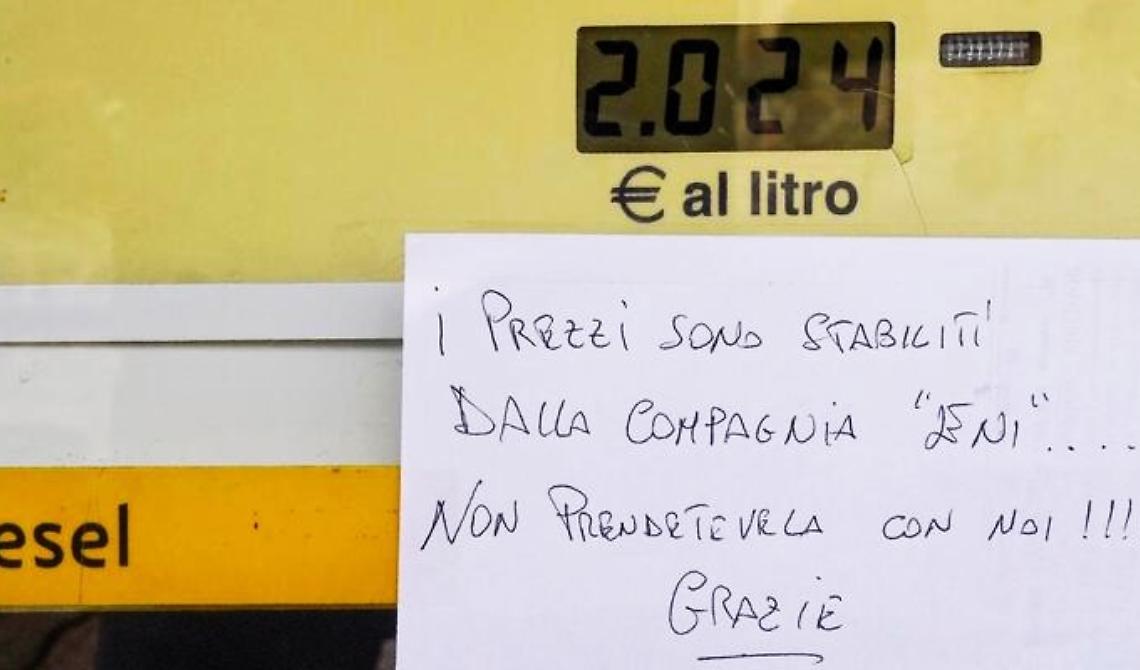 2.024
€ al litro
i PREZZI SONO STABILITI
DALLA COMPAGNIA "ENI"....
NON PRENDETEVELA CON NOI !!!
esel
GRAZIE